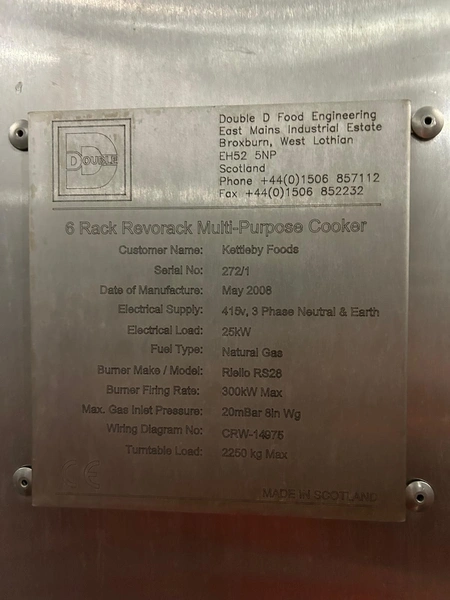 DOUBLE D
Double D Food Engineering
East Mains Industrial Estate
Broxburn, West Lothian
EH52 5NP
Scotland
Phone +44(0)1506 857112
Fax +44(0)1506 852232
6 Rack Revorack Multi-Purpose Cooker
Customer Name: Kettleby Foods
Serial No: 272/1
Date of Manufacture: May 2008
Electrical Supply: 415v, 3 Phase Neutral & Earth
Electrical Load: 25kW
Fuel Type: Natural Gas
Burner Make / Model: Riello RS28
Burner Firing Rate: 300kW Max
Max. Gas Inlet Pressure: 20mBar 8in Wg
Wiring Diagram No: CRW-14975
Turntable Load: 2250 kg Max
CE
MADE IN SCOTLAND